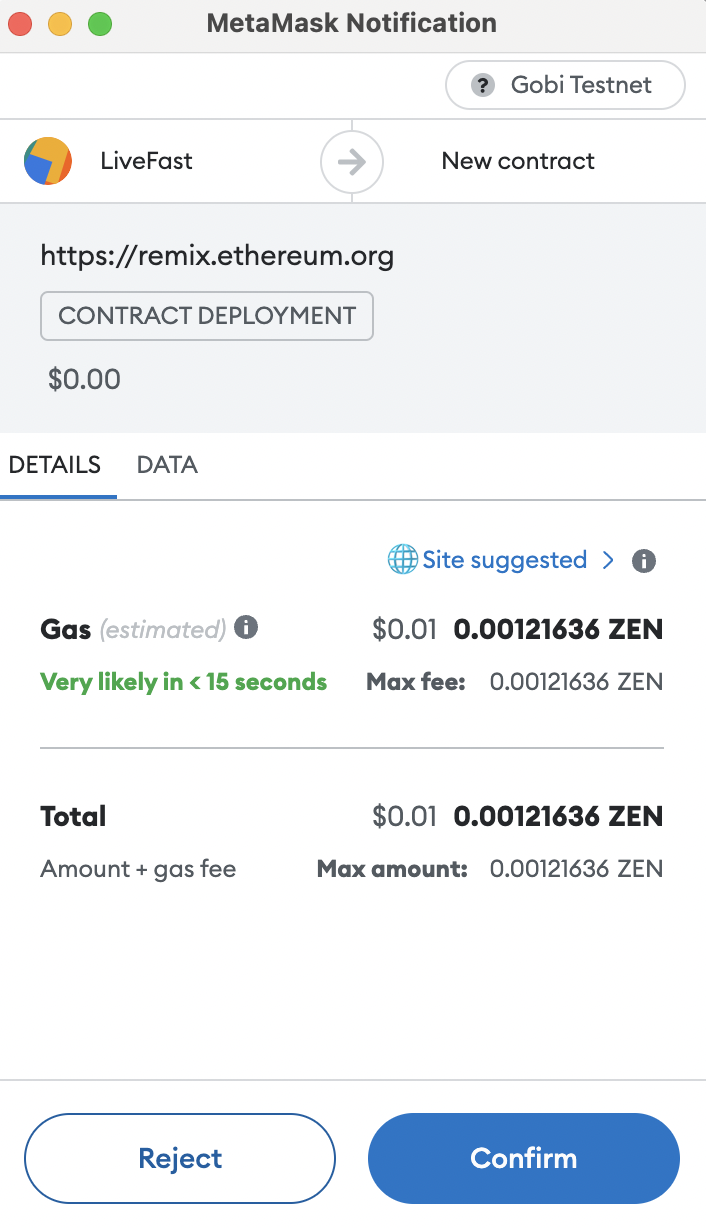 MetaMask Notification
? Gobi Testnet
LiveFast New contract
https://remix.ethereum.org
CONTRACT DEPLOYMENT
$0.00
DETAILS DATA
Site suggested > i
Gas (estimated) i $0.01 0.00121636 ZEN
Very likely in < 15 seconds Max fee: 0.00121636 ZEN
Total $0.01 0.00121636 ZEN
Amount + gas fee Max amount: 0.00121636 ZEN
Reject Confirm